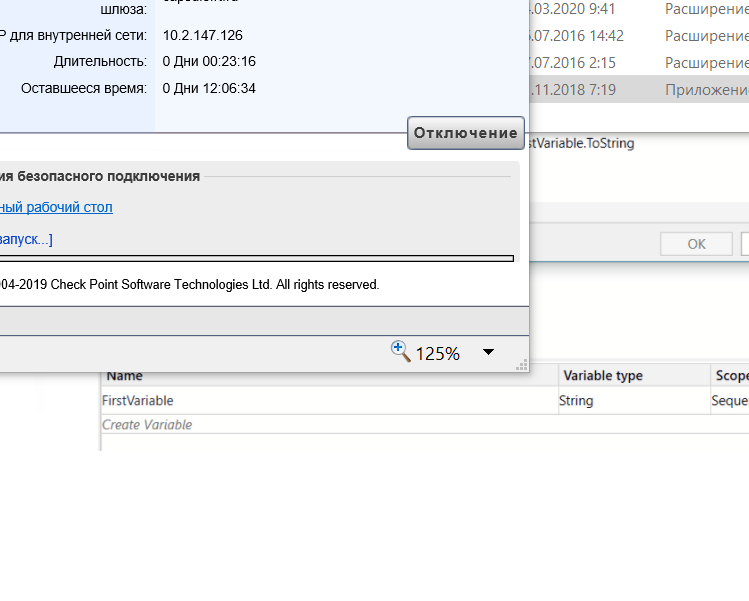 шлюза:
Р для внутренней сети: 10.2.147.126
Длительность: 0 Дни 00:23:16
Оставшееся время: 0 Дни 12:06:34
Отключение
.03.2020 9:41 Расширение
.07.2016 14:42 Расширение
.07.2016 2:15 Расширение
.11.2018 7:19 Приложение
stVariable.ToString
OK
ия безопасного подключения
ный рабочий стол
запуск...]
04-2019 Check Point Software Technologies Ltd. All rights reserved.
125%
Name Variable type Scope
FirstVariable String Seque
Create Variable